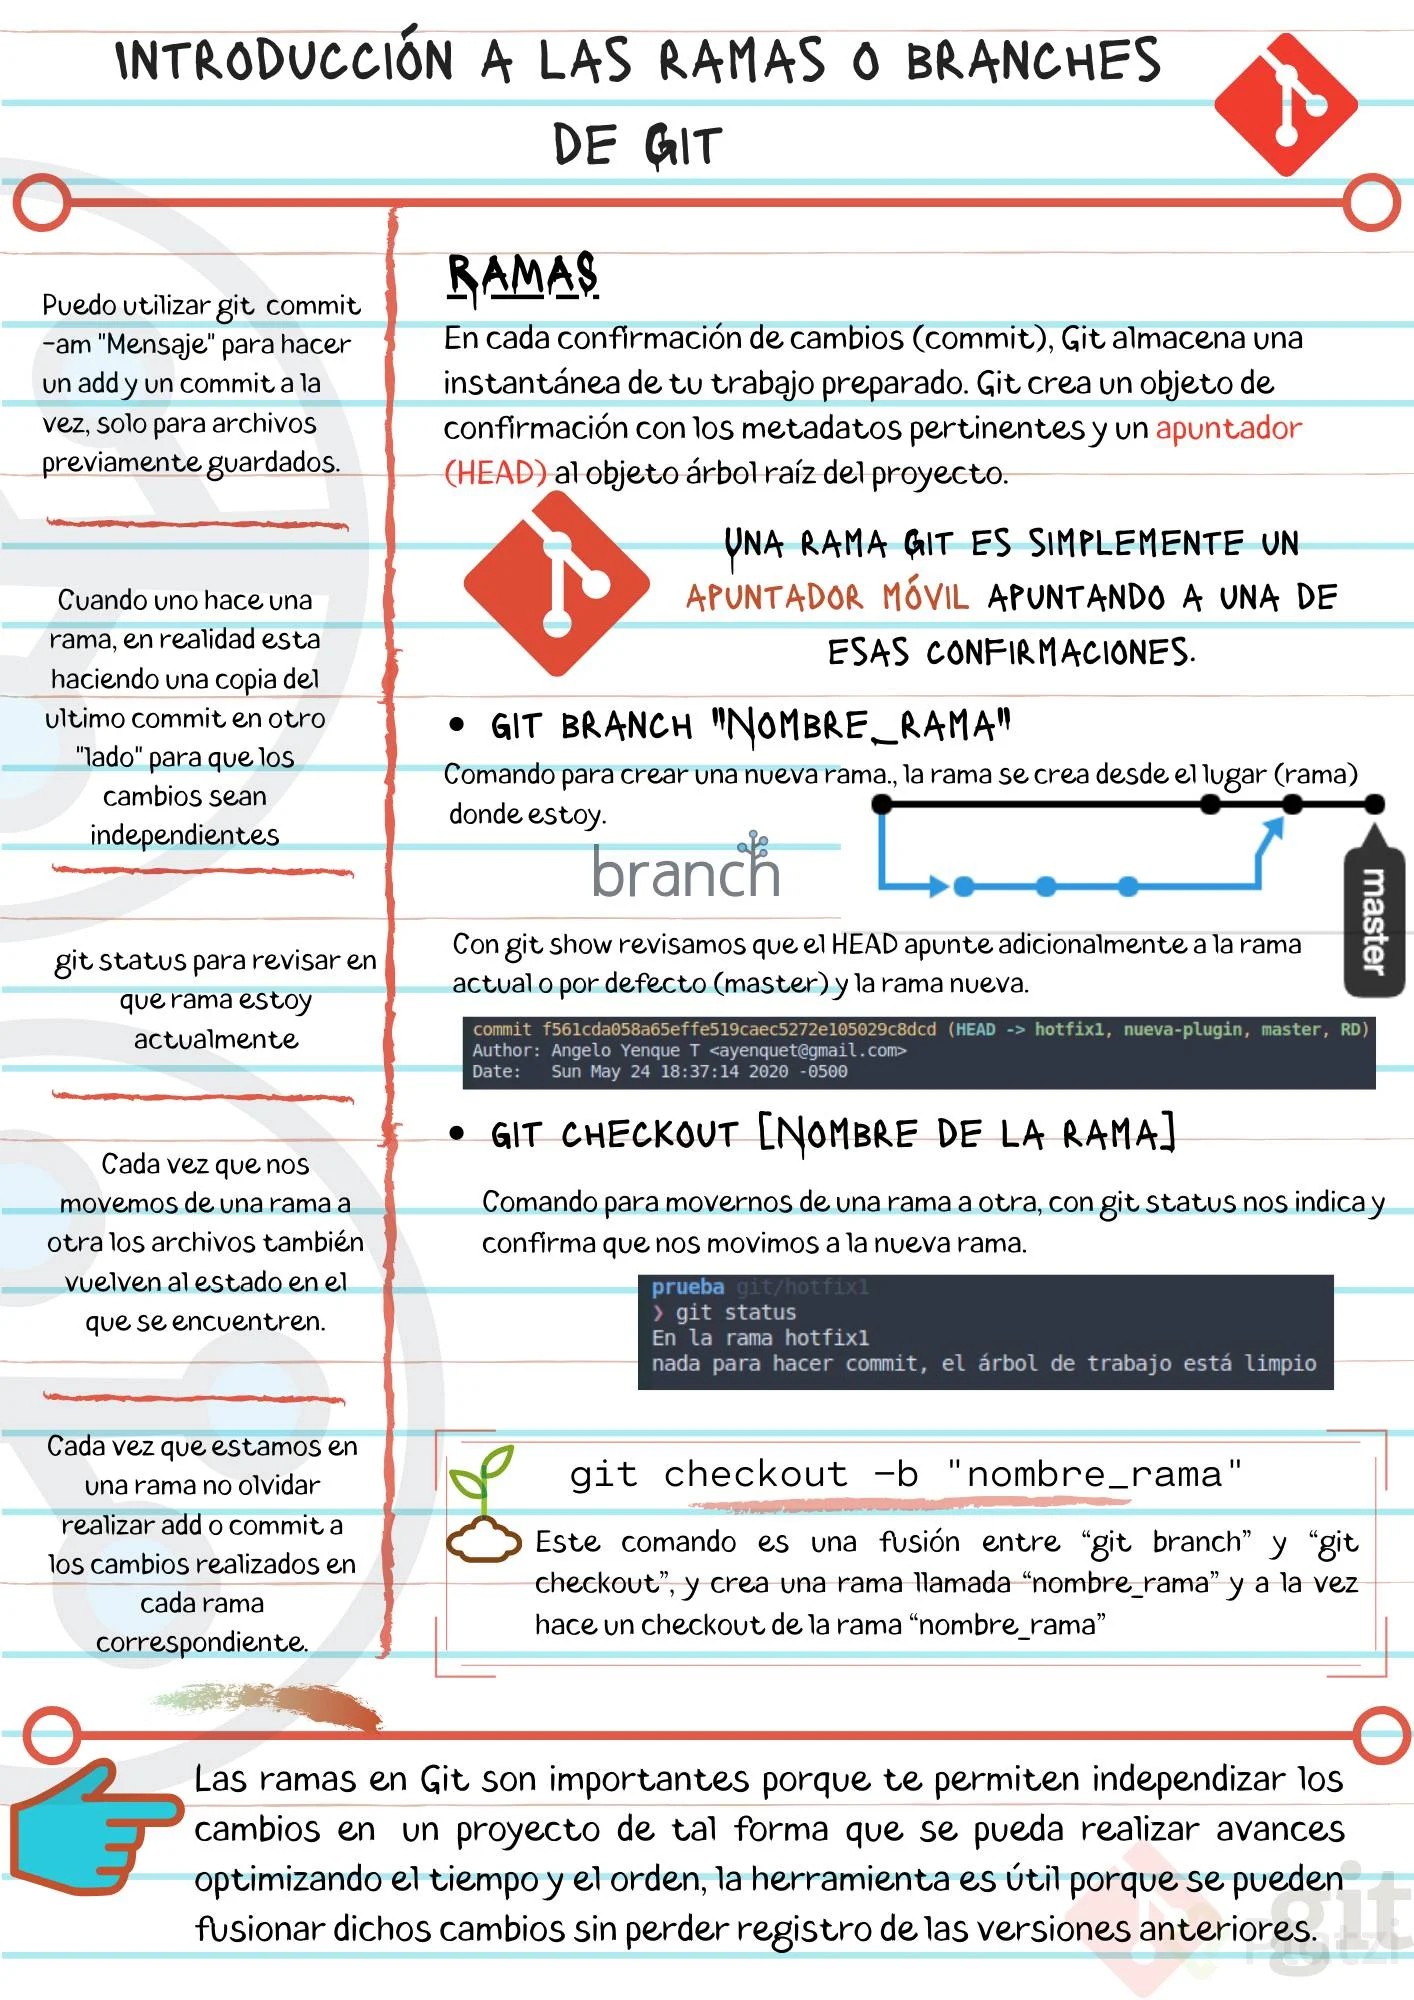 INTRODUCCIÓN A LAS RAMAS O BRANCHES
DE GIT
Puedo utilizar git commit
-am "Mensaje" para hacer
un add y un commit a la
vez, solo para archivos
previamente guardados.
Cuando uno hace una
rama, en realidad esta
haciendo una copia del
ultimo commit en otro
"lado" para que los
cambios sean
independientes
git status para revisar en
que rama estoy
actualmente
Cada vez que nos
movemos de una rama a
otra los archivos también
vuelven al estado en el
que se encuentren.
Cada vez que estamos en
una rama no olvidar
realizar add o commit a
los cambios realizados en
cada rama
correspondiente.
RAMAS
En cada confirmación de cambios (commit), Git almacena una
instantánea de tu trabajo preparado. Git crea un objeto de
confirmación con los metadatos pertinentes y un apuntador
(HEAD) al objeto árbol raíz del proyecto.
UNA RAMA GIT ES SIMPLEMENTE UN
APUNTADOR MÓVIL APUNTANDO A UNA DE
ESAS CONFIRMACIONES.
• GIT BRANCH "NOMBRE_RAMA"
Comando para crear una nueva rama., la rama se crea desde el lugar (rama)
donde estoy.
branch
master
Con git show revisamos que el HEAD apunte adicionalmente a la rama
actual o por defecto (master) y la rama nueva.
commit f561cda058a65effe519caec5272e105029c8dcd (HEAD -> hotfix1, nueva-plugin, master, RD)
Author: Angelo Yenque T <ayenquet@gmail.com>
Date:   Sun May 24 18:37:14 2020 -0500
• GIT CHECKOUT [NOMBRE DE LA RAMA]
Comando para movernos de una rama a otra, con git status nos indica y
confirma que nos movimos a la nueva rama.
prueba git/hotfix1
❯ git status
En la rama hotfix1
nada para hacer commit, el árbol de trabajo está limpio
git checkout -b "nombre_rama"
Este comando es una fusión entre “git branch” y “git
checkout”, y crea una rama llamada “nombre_rama” y a la vez
hace un checkout de la rama “nombre_rama”
Las ramas en Git son importantes porque te permiten independizar los
cambios en un proyecto de tal forma que se pueda realizar avances
optimizando el tiempo y el orden, la herramienta es útil porque se pueden
fusionar dichos cambios sin perder registro de las versiones anteriores.
git
Platzi